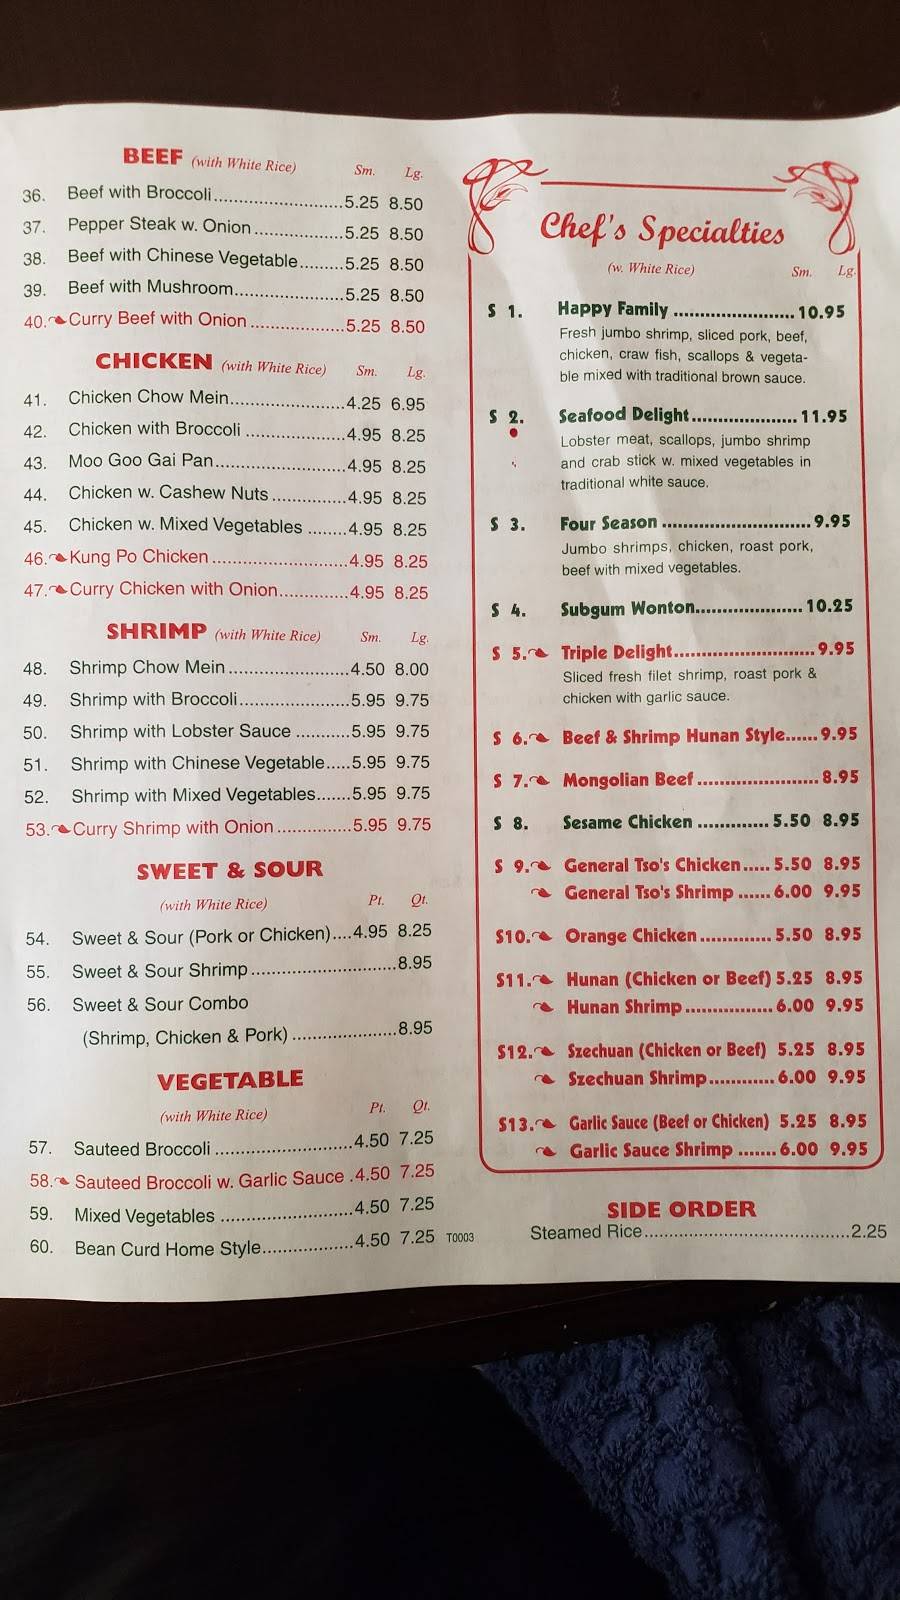 BEEF (with White Rice) Sm. Lg.
36. Beef with Broccoli........................5.25 8.50
37. Pepper Steak w. Onion..................5.25 8.50
38. Beef with Chinese Vegetable.........5.25 8.50
39. Beef with Mushroom......................5.25 8.50
40. Curry Beef with Onion...................5.25 8.50
CHICKEN (with White Rice) Sm. Lg.
41. Chicken Chow Mein.......................4.25 6.95
42. Chicken with Broccoli ....................4.95 8.25
43. Moo Goo Gai Pan..........................4.95 8.25
44. Chicken w. Cashew Nuts...............4.95 8.25
45. Chicken w. Mixed Vegetables ........4.95 8.25
46. Kung Po Chicken...........................4.95 8.25
47. Curry Chicken with Onion..............4.95 8.25
SHRIMP (with White Rice) Sm. Lg.
48. Shrimp Chow Mein........................4.50 8.00
49. Shrimp with Broccoli......................5.95 9.75
50. Shrimp with Lobster Sauce ...........5.95 9.75
51. Shrimp with Chinese Vegetable.....5.95 9.75
52. Shrimp with Mixed Vegetables.......5.95 9.75
53. Curry Shrimp with Onion...............5.95 9.75
SWEET & SOUR
(with White Rice) Pt. Qt.
54. Sweet & Sour (Pork or Chicken)....4.95 8.25
55. Sweet & Sour Shrimp.............................8.95
56. Sweet & Sour Combo
(Shrimp, Chicken & Pork) .....................8.95
VEGETABLE
(with White Rice) Pt. Qt.
57. Sauteed Broccoli ............................4.50 7.25
58. Sauteed Broccoli w. Garlic Sauce .4.50 7.25
59. Mixed Vegetables ...........................4.50 7.25
60. Bean Curd Home Style...................4.50 7.25 T0003
Chef's Specialties
(w. White Rice) Sm. Lg.
S 1. Happy Family .......................10.95
Fresh jumbo shrimp, sliced pork, beef,
chicken, craw fish, scallops & vegeta-
ble mixed with traditional brown sauce.
S 2. Seafood Delight....................11.95
Lobster meat, scallops, jumbo shrimp
and crab stick w. mixed vegetables in
traditional white sauce.
S 3. Four Season............................9.95
Jumbo shrimps, chicken, roast pork,
beef with mixed vegetables.
S 4. Subgum Wonton.....................10.25
S 5. Triple Delight..........................9.95
Sliced fresh filet shrimp, roast pork &
chicken with garlic sauce.
S 6. Beef & Shrimp Hunan Style......9.95
S 7. Mongolian Beef.......................8.95
S 8. Sesame Chicken .............5.50 8.95
S 9. General Tso's Chicken.....5.50 8.95
General Tso's Shrimp ......6.00 9.95
S10. Orange Chicken.............5.50 8.95
S11. Hunan (Chicken or Beef) 5.25 8.95
Hunan Shrimp.................6.00 9.95
S12. Szechuan (Chicken or Beef) 5.25 8.95
Szechuan Shrimp............6.00 9.95
S13. Garlic Sauce (Beef or Chicken) 5.25 8.95
Garlic Sauce Shrimp .......6.00 9.95
SIDE ORDER
Steamed Rice.........................................2.25